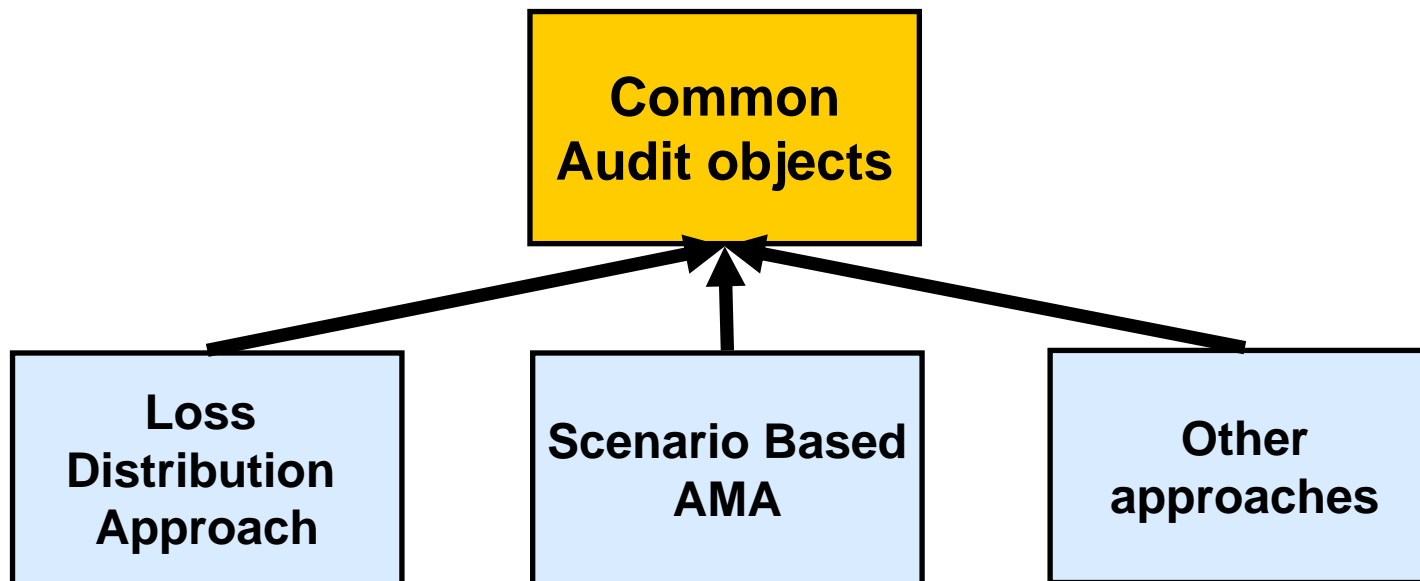 Common
Audit objects
Loss
Distribution
Approach
Scenario Based
AMA
Other
approaches